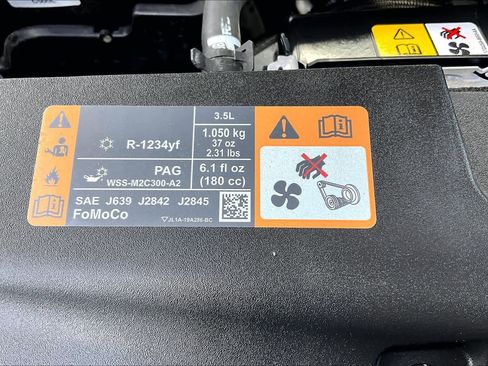 3.5L
R-1234yf
1.050 kg
37 oz
2.31 lbs
PAG
WSS-M2C300-A2
6.1 fl oz
(180 cc)
SAE J639 J2842 J2845
FoMoCo
JL1A-19A286-BC